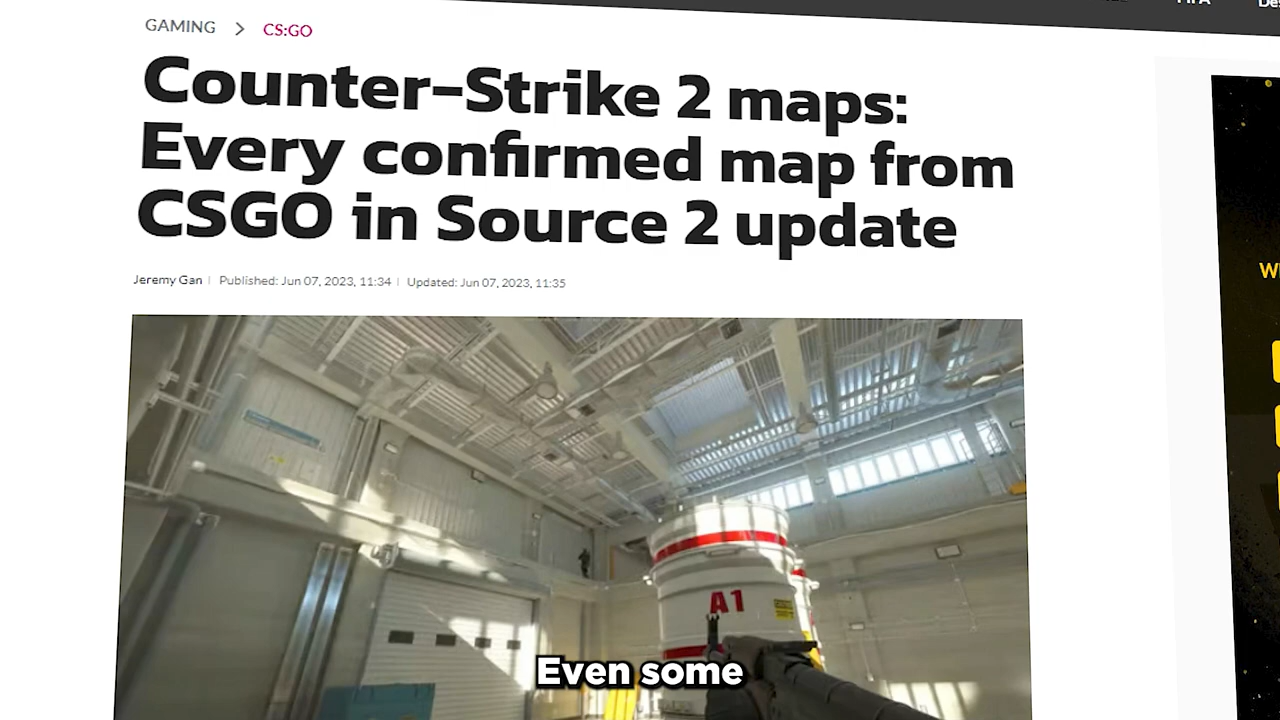 GAMING > CS:GO
Counter-Strike 2 maps:
Every confirmed map from
CSGO in Source 2 update
Jeremy Gan | Published: Jun 07, 2023, 11:34 | Updated: Jun 07, 2023, 11:35
A1
Even some